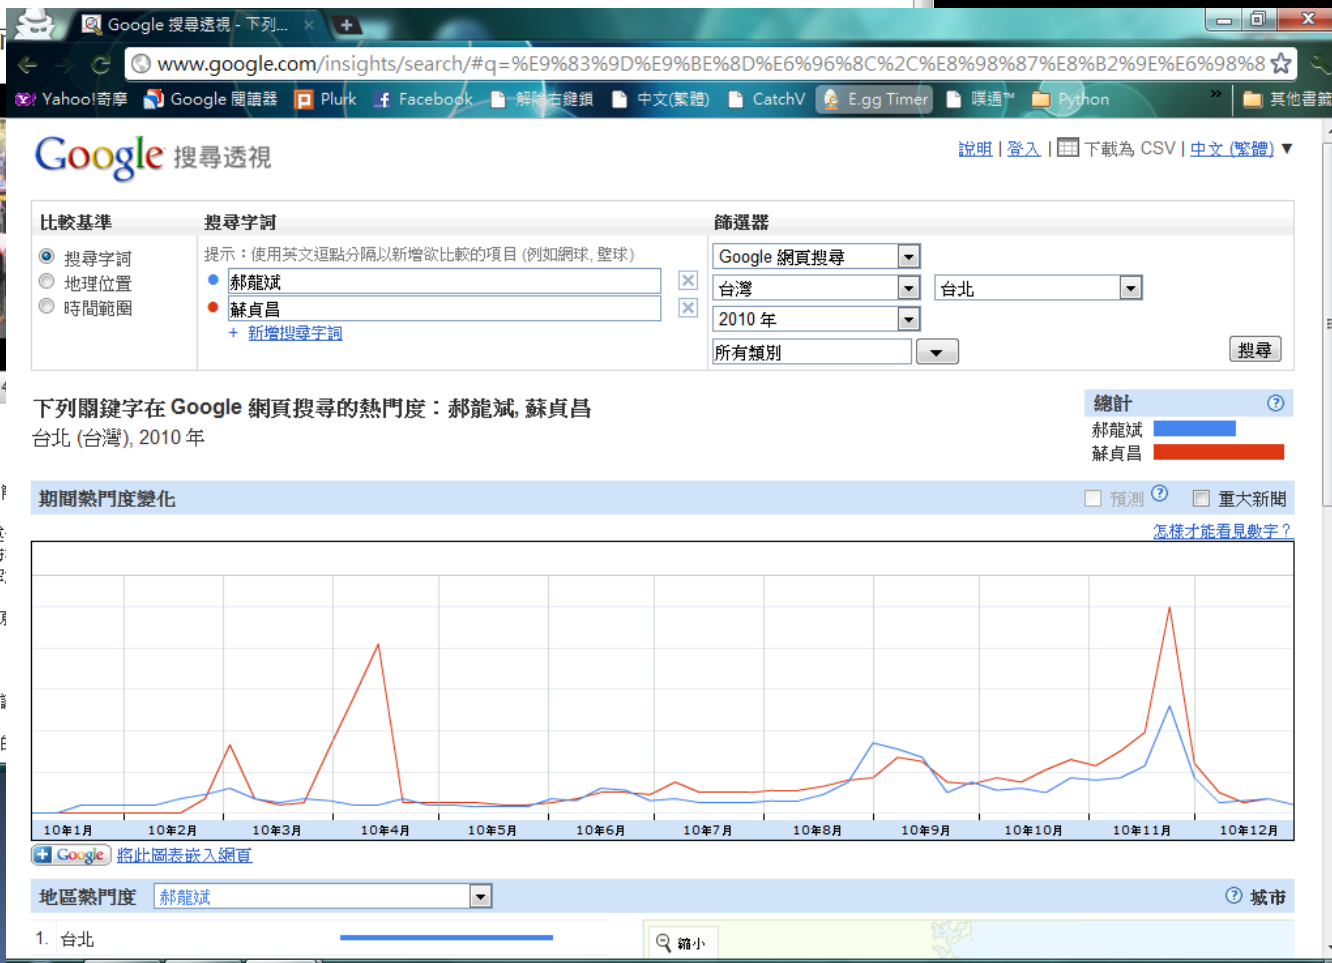 Google 搜尋透視 - 下列...
www.google.com/insights/search/#q=%E9%83%9D%E9%BE%8D%E6%96%8C%2C%E8%98%87%E8%B2%9E%E6%98%8
Yahoo!奇摩 Google 閱讀器 Plurk Facebook 解除右鍵鎖 中文(繁體) CatchV E.gg Timer 噗通™ Python » 其他書籤
Google 搜尋透視
說明 | 登入 | 下載為 CSV | 中文 (繁體) ▼
比較基準 搜尋字詞 篩選器
搜尋字詞
地理位置
時間範圍
提示：使用英文逗點分隔以新增欲比較的項目 (例如網球, 壁球)
郝龍斌
蘇貞昌
+ 新增搜尋字詞
Google 網頁搜尋
台灣 台北
2010 年
所有類別
搜尋
下列關鍵字在 Google 網頁搜尋的熱門度：郝龍斌, 蘇貞昌
台北 (台灣), 2010 年
總計
郝龍斌
蘇貞昌
期間熱門度變化 預測 重大新聞
怎樣才能看見數字？
10年1月 10年2月 10年3月 10年4月 10年5月 10年6月 10年7月 10年8月 10年9月 10年10月 10年11月 10年12月
Google 將此圖表嵌入網頁
地區熱門度 郝龍斌 城市
1. 台北
縮小